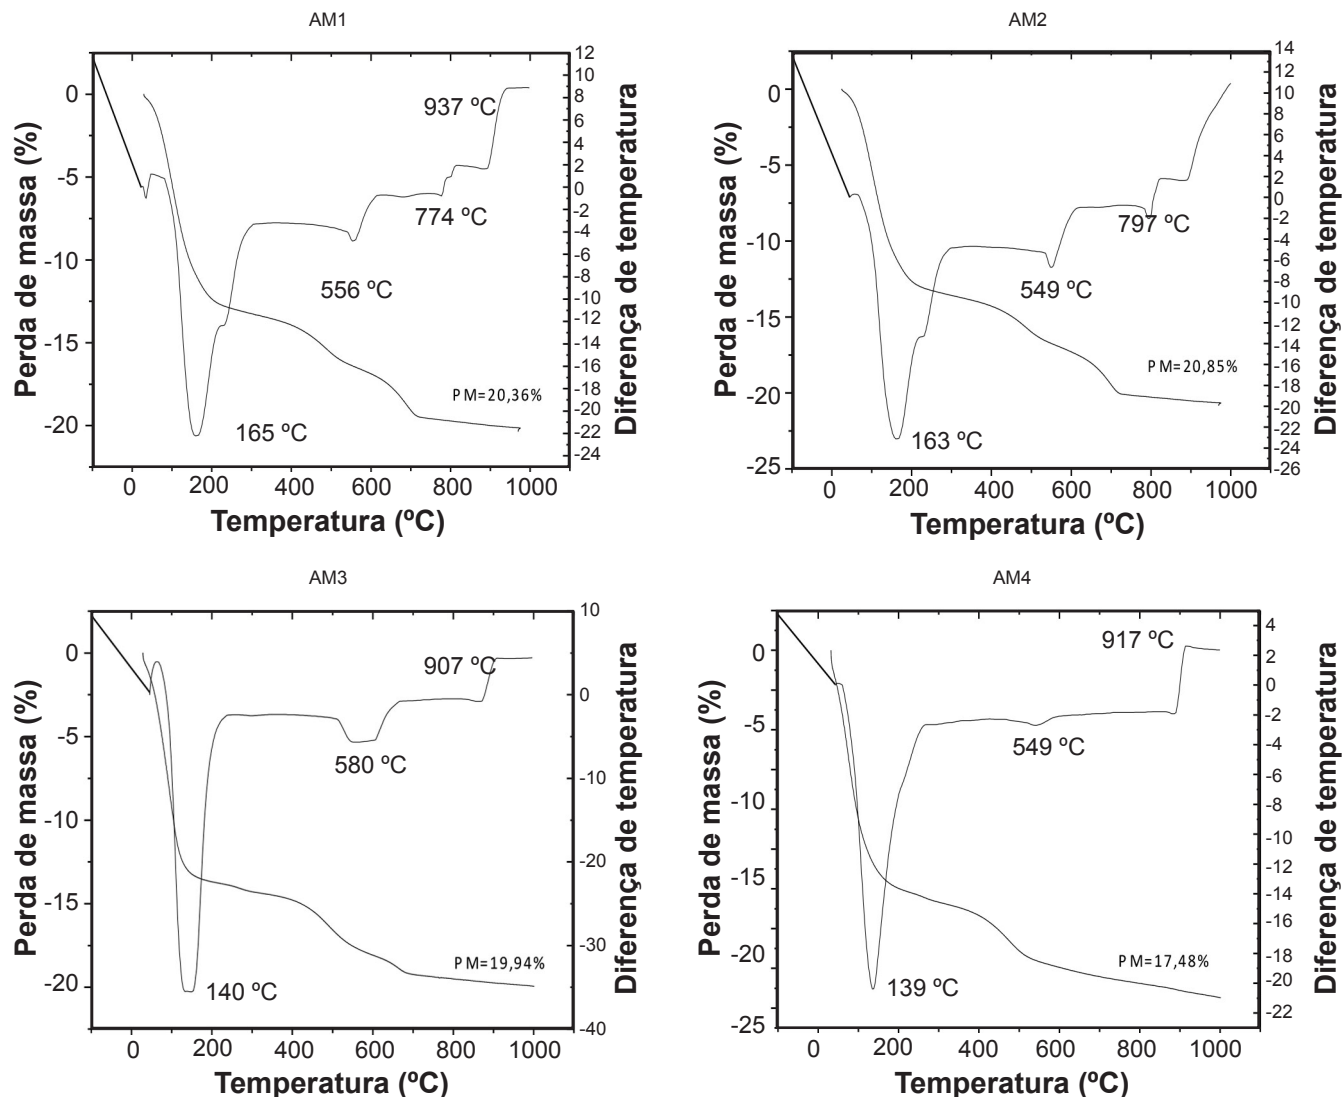 AM1
Perda de massa (%)
0
-5
-10
-15
-20
12
10
8
6
4
2
0
-2
-4
-6
-8
-10
-12
-14
-16
-18
-20
-22
-24
Diferença de temperatura
937 ºC
774 ºC
556 ºC
165 ºC
PM=20,36%
0 200 400 600 800 1000
Temperatura (ºC)
AM2
Perda de massa (%)
0
-5
-10
-15
-20
-25
14
12
10
8
6
4
2
0
-2
-4
-6
-8
-10
-12
-14
-16
-18
-20
-22
-24
-26
Diferença de temperatura
797 ºC
549 ºC
163 ºC
PM=20,85%
0 200 400 600 800 1000
Temperatura (ºC)
AM3
Perda de massa (%)
0
-5
-10
-15
-20
10
0
-10
-20
-30
-40
Diferença de temperatura
907 ºC
580 ºC
140 ºC
PM=19,94%
0 200 400 600 800 1000
Temperatura (ºC)
AM4
Perda de massa (%)
0
-5
-10
-15
-20
-25
4
2
0
-2
-4
-6
-8
-10
-12
-14
-16
-18
-20
-22
Diferença de temperatura
917 ºC
549 ºC
139 ºC
PM=17,48%
0 200 400 600 800 1000
Temperatura (ºC)